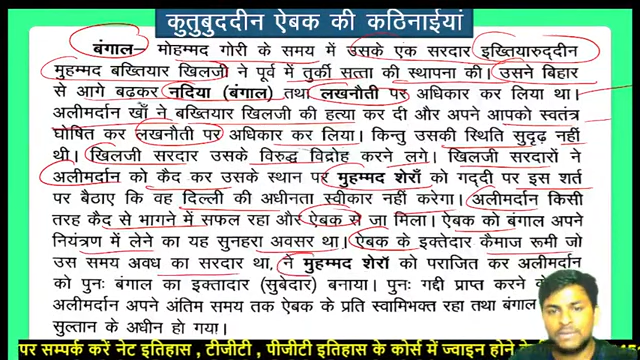 कुतुबुददीन ऐबक की कठिनाईयां
बंगाल– मोहम्मद गोरी के समय में उसके एक सरदार इख्तियारुददीन
मुहम्मद बख्तियार खिलजी ने पूर्व में तुर्की सत्ता की स्थापना की। उसने बिहार
से आगे बढकर नदिया (बंगाल) तथा लखनौती पर अधिकार कर लिया था।
अलीमर्दान खाँ ने बख्तियार खिलजी की हत्या कर दी और अपने आपको स्वतंत्र
घोषित कर लखनौती पर अधिकार कर लिया। किन्तु उसकी स्थिति सुदृढ़ नहीं
थी। खिलजी सरदार उसके विरुद्ध विद्रोह करने लगे। खिलजी सरदारों ने
अलीमर्दान को कैद कर उसके स्थान पर मुहम्मद शेराँ को गद्दी पर इस शर्त
पर बैठाए कि वह दिल्ली की अधीनता स्वीकार नहीं करेगा। अलीमर्दान किसी
तरह कैद से भागने में सफल रहा और ऐबक से जा मिला। ऐबक को बंगाल अपने
नियंत्रण में लेने का यह सुनहरा अवसर था। ऐबक के इक्तेदार कैमाज रूमी जो
उस समय अवध का सरदार था, ने मुहम्मद शेराँ को पराजित कर अलीमर्दान
को पुनः बंगाल का इक्तादार (सुबेदार) बनाया। पुनः गद्दी प्राप्त करने
अलीमर्दान अपने अंतिम समय तक ऐबक के प्रति स्वामिभक्त रहा तथा बंगाल
सुल्तान के अधीन हो गया।
पर सम्पर्क करें नेट इतिहास , टीजीटी , पीजीटी इतिहास के कोर्स में ज्वाइन होने के